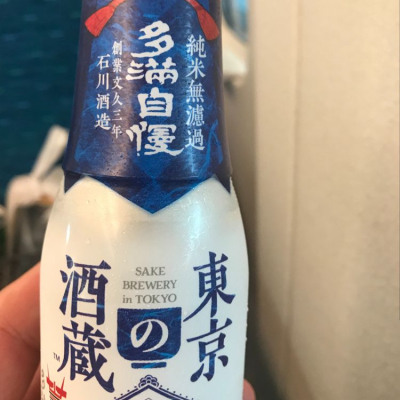 純米無濾過
多満自慢
創業文久三年
石川酒造
SAKE
BREWERY
in TOKYO
東京
の
酒蔵
TM